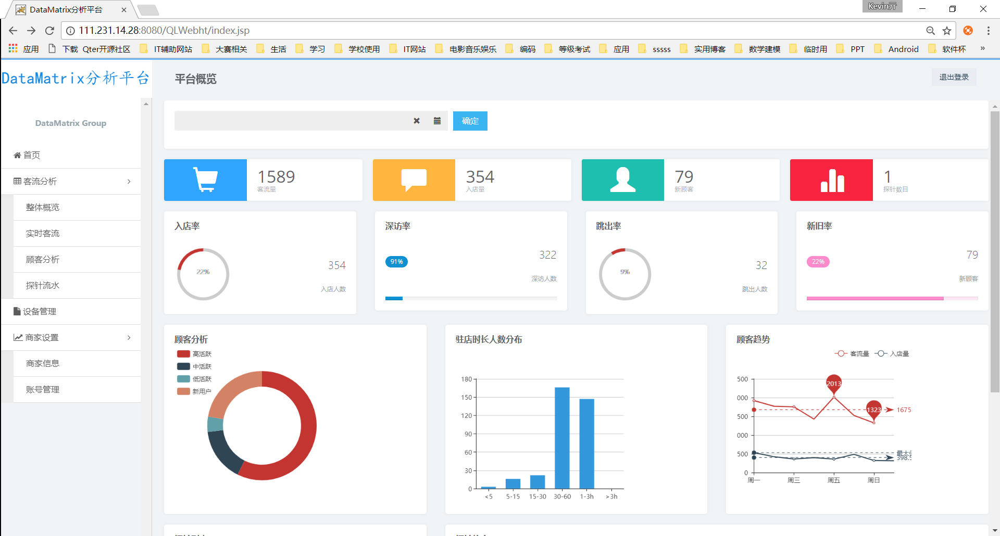 DataMatrix分析平台
Kevin亓
111.231.14.28:8080/QLWebht/index.jsp
应用 下载 Qter开源社区 IT辅助网站 大赛相关 生活 学习 学校使用 IT网站 电影音乐娱乐 编码 等级考试 应用 sssss 实用博客 数学建模 临时用 PPT Android 软件杯 »
DataMatrix分析平台
平台概览
退出登录
DataMatrix Group
首页
客流分析
整体概览
实时客流
顾客分析
探针流水
设备管理
商家设置
商家信息
账号管理
确定
1589
客流量
354
入店量
79
新顾客
1
探针数目
入店率
22%
354
入店人数
深访率
91%
322
深访人数
跳出率
9%
32
跳出人数
新旧率
22%
79
新顾客
顾客分析
高活跃
中活跃
低活跃
新用户
驻店时长人数分布
180
150
120
90
60
30
0
<5 5-15 15-30 30-60 1-3h >3h
顾客趋势
客流量 入店量
500
000
500
000
500
0
2013
1323
1675
最大
398.5
周一 周三 周五 周日